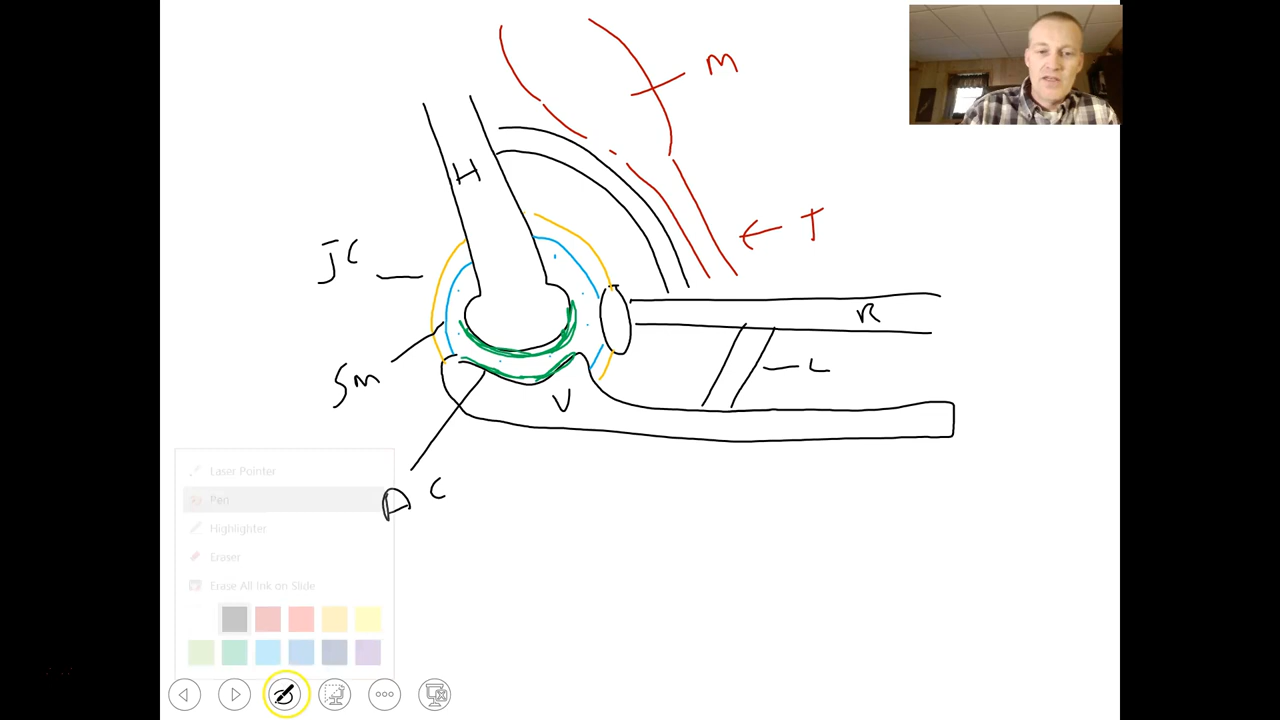 M
H
T
JC
R
SM
L
V
AC
Laser Pointer
Pen
Highlighter
Eraser
Erase All Ink on Slide